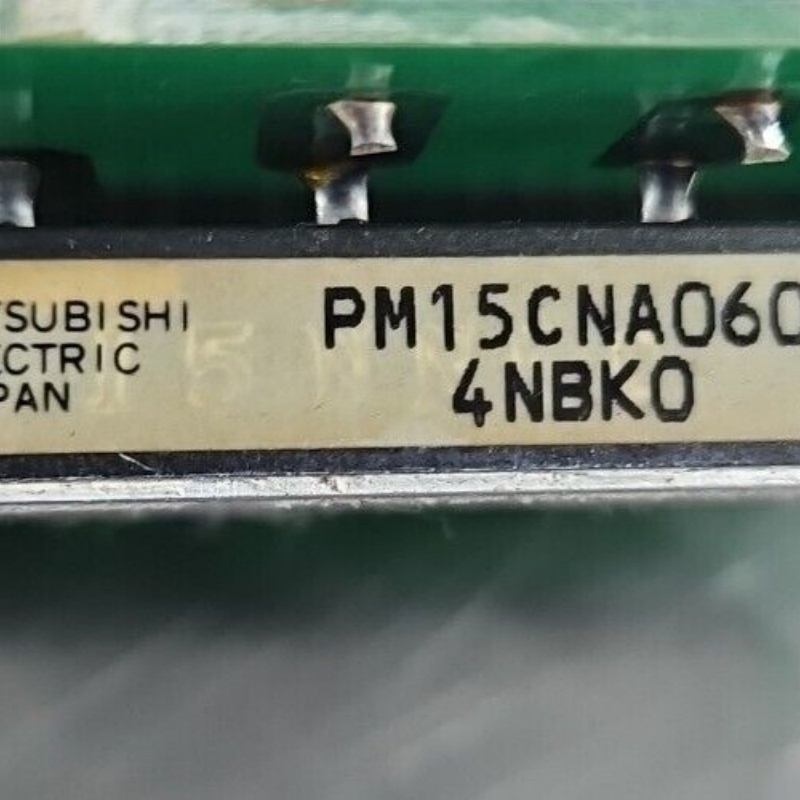 TSUBISHI
ECTRIC
PAN
PM15CNA060
4NBK0